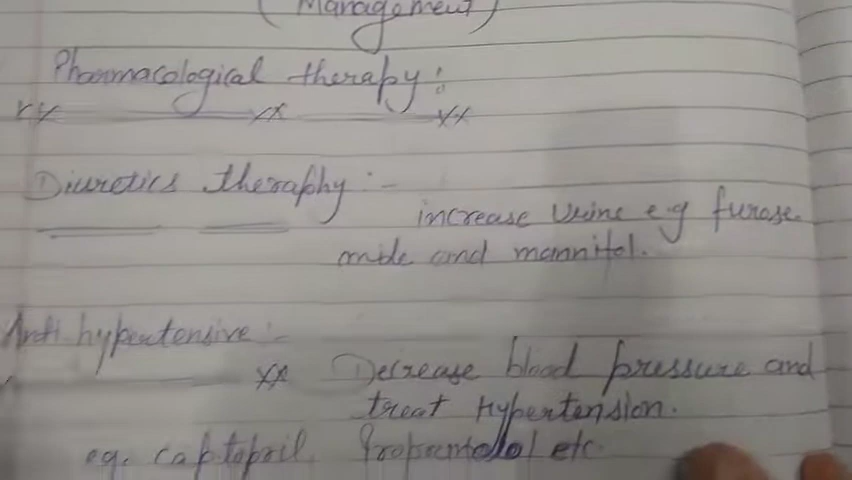 (Management)
Pharmacological therapy:
Diuretics theraphy :-
increase urine e.g furose-
mide and mannitol.
Anti hypertensive :-
Decrease blood pressure and
treat Hypertension.
eg. captopril, Propranolol etc.